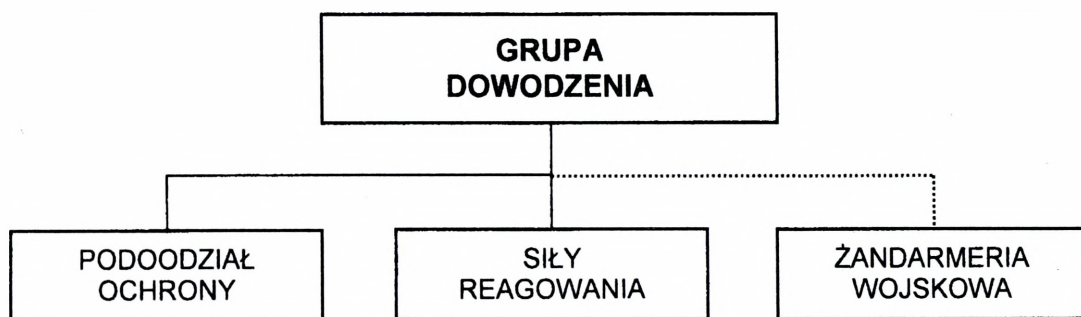 GRUPA
DOWODZENIA
PODOODZIAŁ
OCHRONY
SIŁY
REAGOWANIA
ŻANDARMERIA
WOJSKOWA